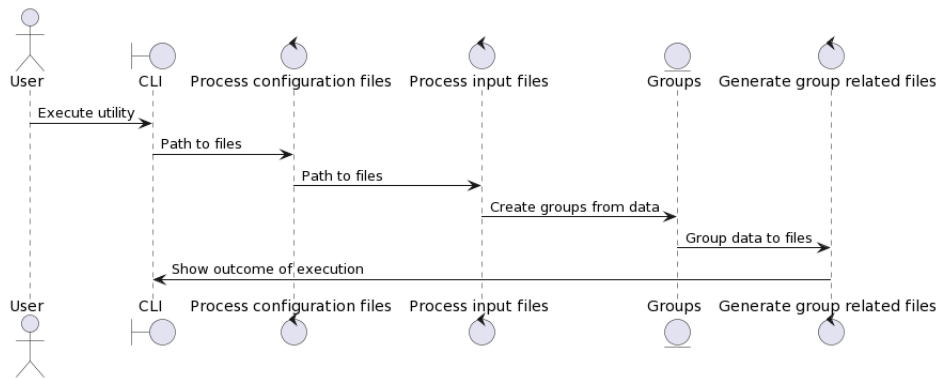 User
CLI
Process configuration files
Process input files
Groups
Generate group related files
Execute utility
Path to files
Path to files
Create groups from data
Group data to files
Show outcome of execution
User
CLI
Process configuration files
Process input files
Groups
Generate group related files